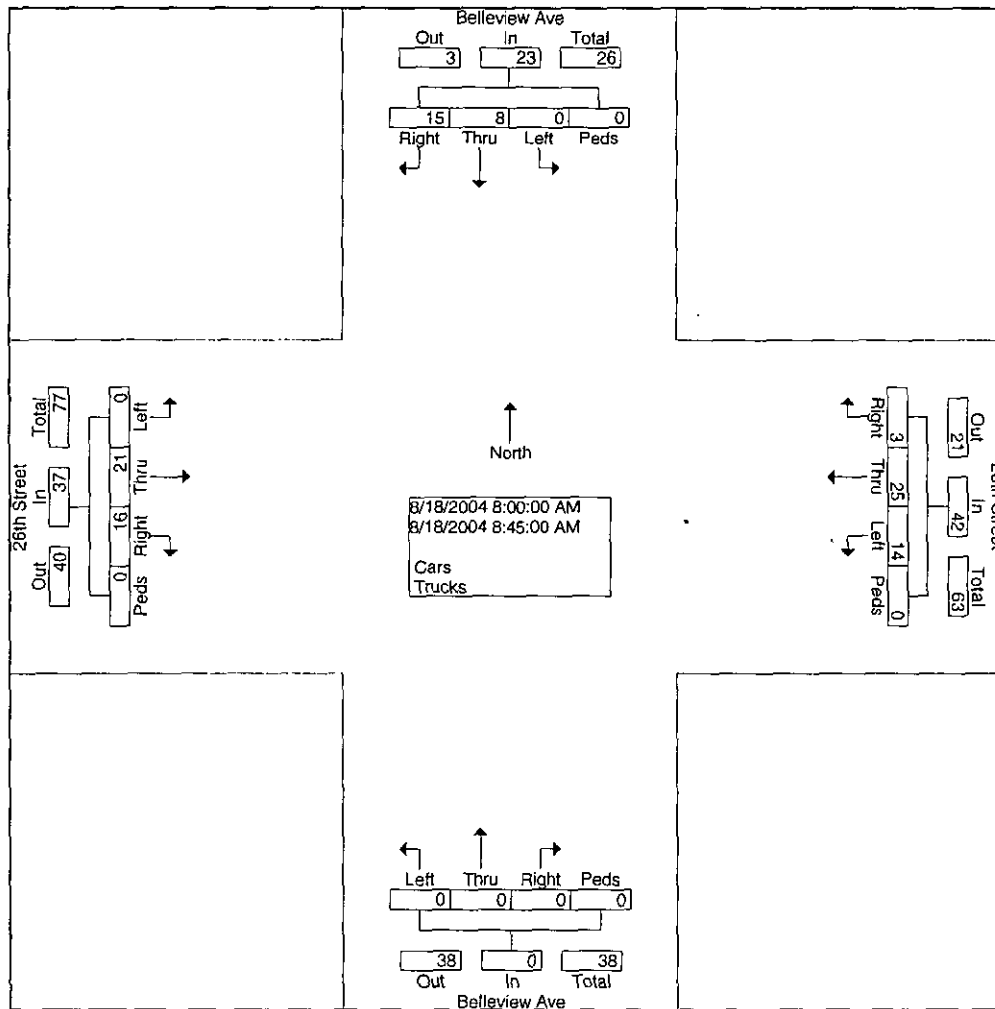 Belleview Ave
Out In Total
3 23 26
15 8 0 0
Right Thru Left Peds
Total In Out
77 37 40
26th Street
0 21 16 0
Left Thru Right Peds
North
8/18/2004 8:00:00 AM
8/18/2004 8:45:00 AM
Cars
Trucks
Right Thru Left Peds
3 25 14 0
Out In Total
21 42 63
Left Thru Right Peds
0 0 0 0
38 0 38
Out In Total
Belleview Ave